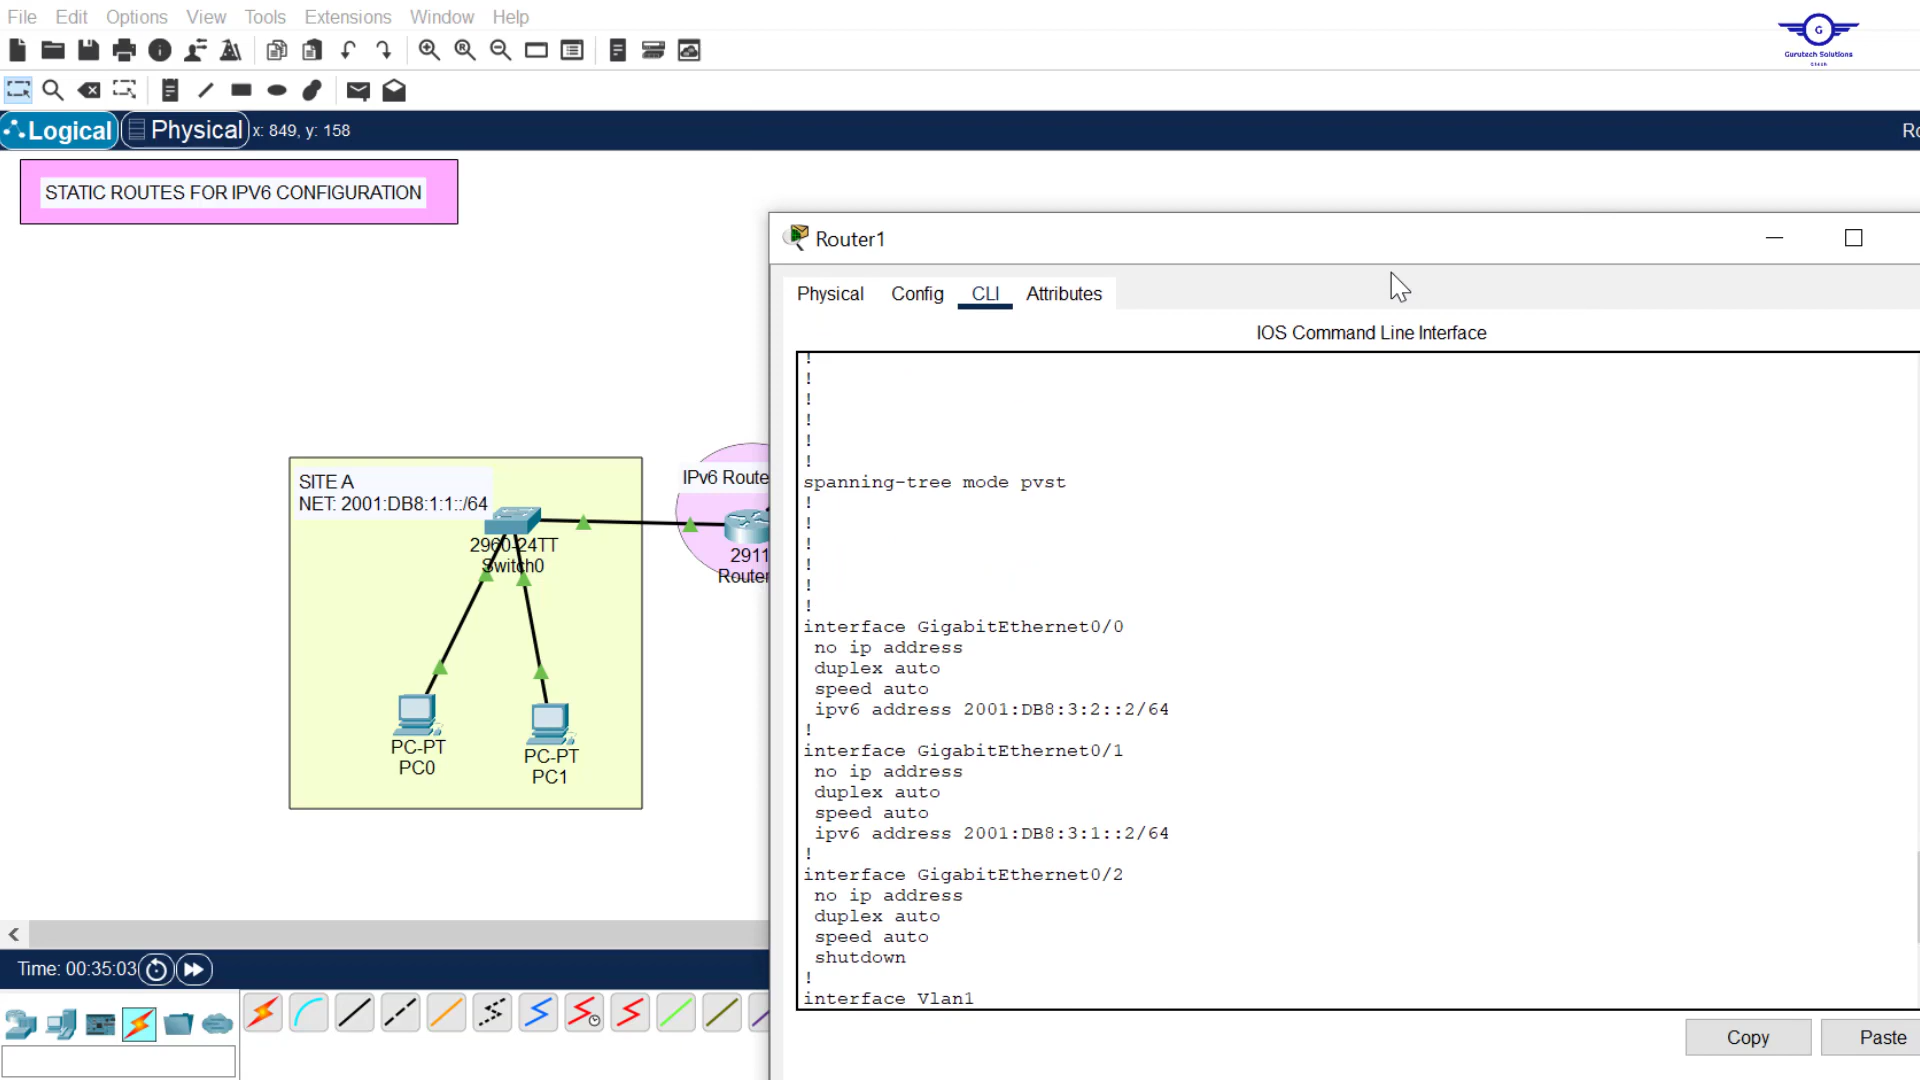 File Edit Options View Tools Extensions Window Help
G
Gurutech Solutions
Logical Physical x: 849, y: 158
STATIC ROUTES FOR IPV6 CONFIGURATION
Router1
Physical Config CLI Attributes
IOS Command Line Interface
!
!
!
!
!
!
spanning-tree mode pvst
!
!
!
!
!
!
interface GigabitEthernet0/0
no ip address
duplex auto
speed auto
ipv6 address 2001:DB8:3:2::2/64
!
interface GigabitEthernet0/1
no ip address
duplex auto
speed auto
ipv6 address 2001:DB8:3:1::2/64
!
interface GigabitEthernet0/2
no ip address
duplex auto
speed auto
shutdown
!
interface Vlan1
Copy Paste
SITE A
NET: 2001:DB8:1:1::/64
2960-24TT
Switch0
PC-PT
PC0
PC-PT
PC1
IPv6 Route
2911
Router
Time: 00:35:03